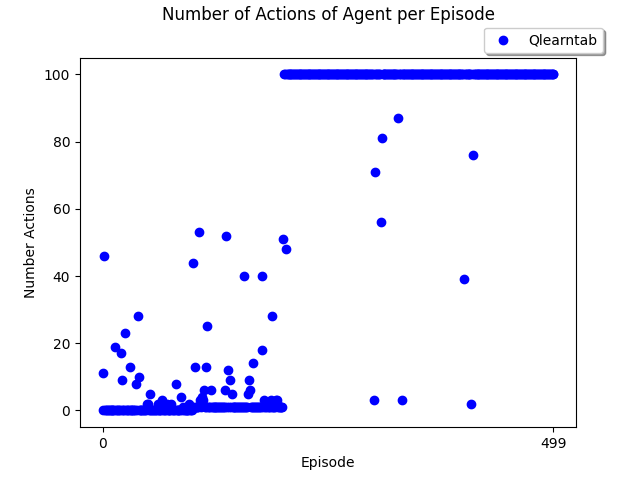 Number of Actions of Agent per Episode
Qlearntab
100
80
60
40
20
0
Number Actions
0
499
Episode